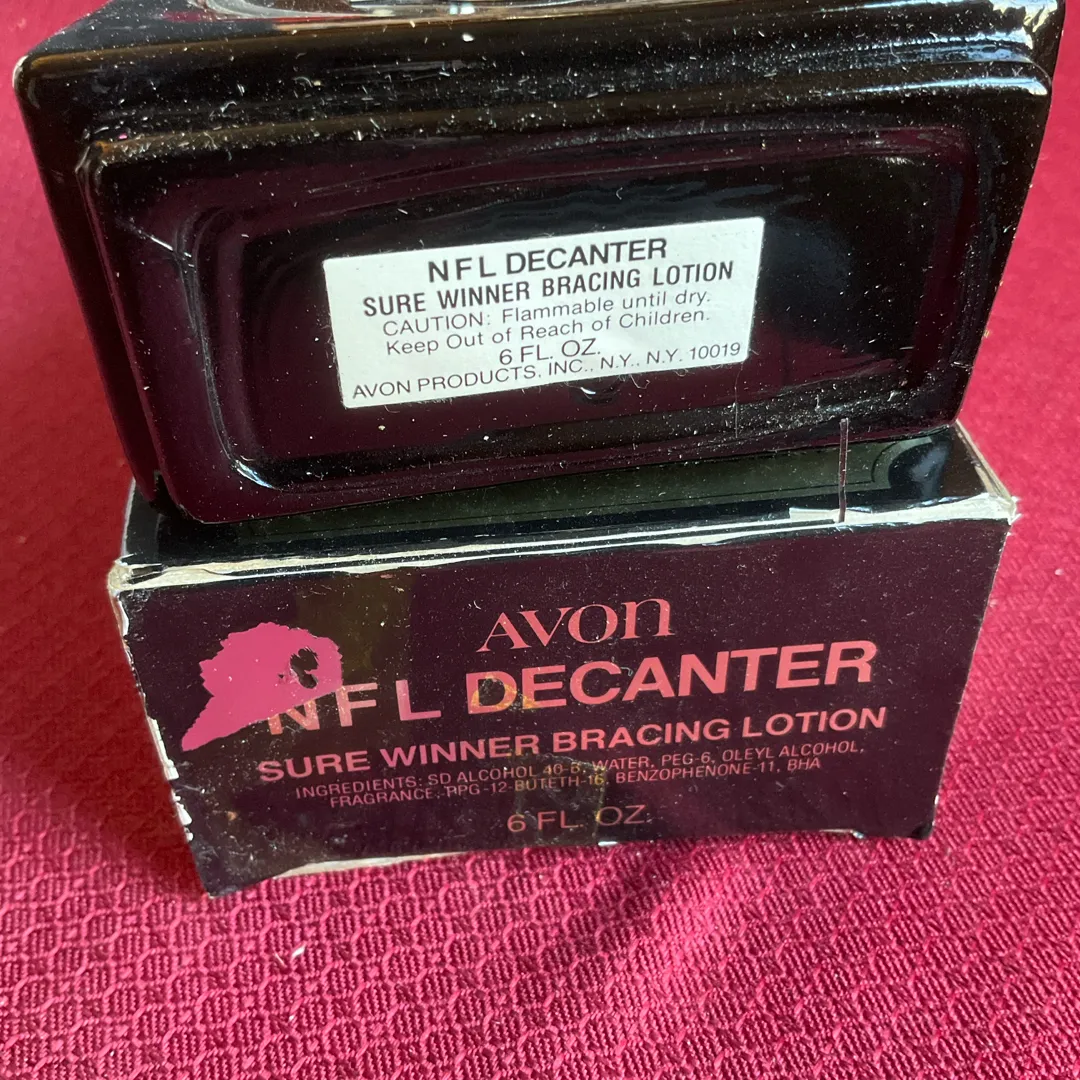 NFL DECANTER
SURE WINNER BRACING LOTION
CAUTION: Flammable until dry.
Keep Out of Reach of Children.
6 FL. OZ.
AVON PRODUCTS, INC., N.Y., N.Y. 10019
AVON
NFL DECANTER
SURE WINNER BRACING LOTION
INGREDIENTS: SD ALCOHOL 40-B, WATER, PEG-6, OLEYL ALCOHOL,
FRAGRANCE, PPG-12-BUTETH-16, BENZOPHENONE-11, BHA
6 FL. OZ.